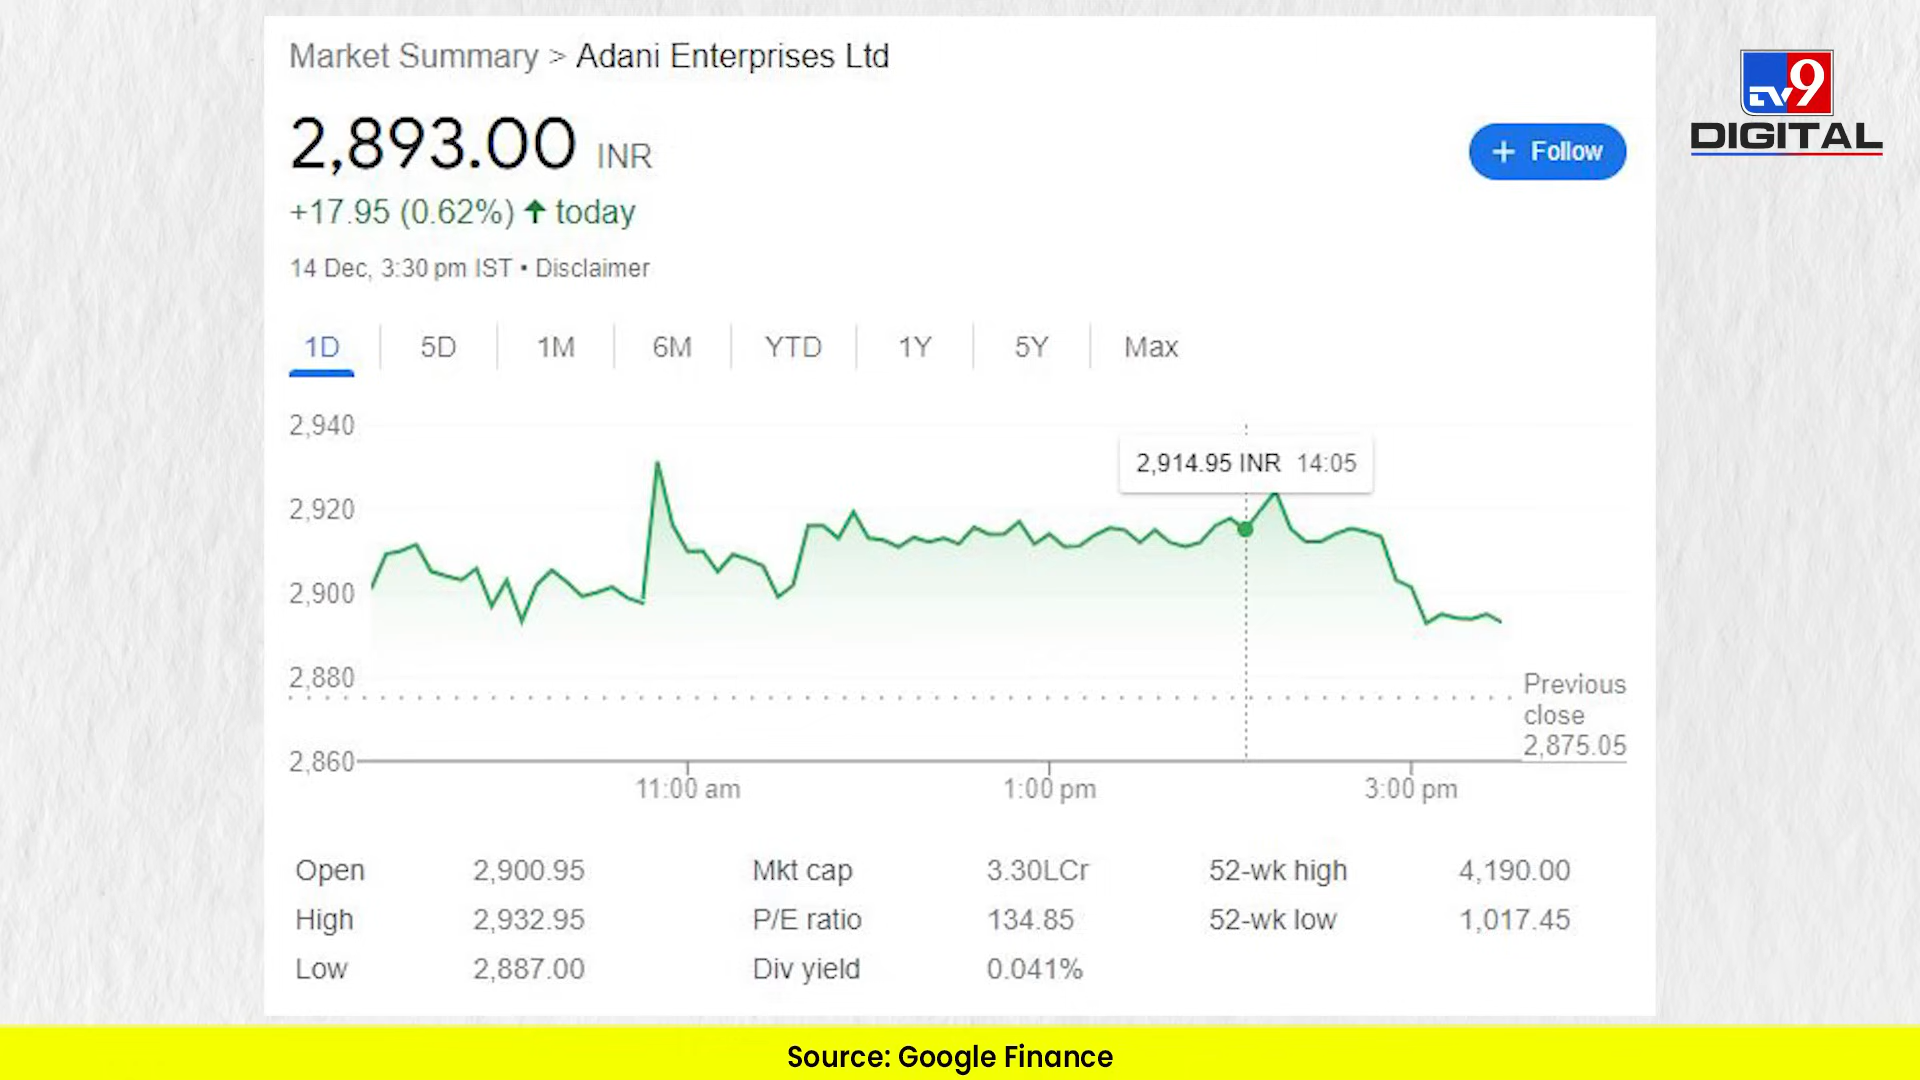 Market Summary > Adani Enterprises Ltd
TV9
DIGITAL
2,893.00 INR
+ Follow
+17.95 (0.62%) ↑ today
14 Dec, 3:30 pm IST • Disclaimer
1D 5D 1M 6M YTD 1Y 5Y Max
2,940
2,914.95 INR 14:05
2,920
2,900
2,880
Previous
close
2,875.05
2,860
11:00 am 1:00 pm 3:00 pm
Open 2,900.95 Mkt cap 3.30LCr 52-wk high 4,190.00
High 2,932.95 P/E ratio 134.85 52-wk low 1,017.45
Low 2,887.00 Div yield 0.041%
Source: Google Finance